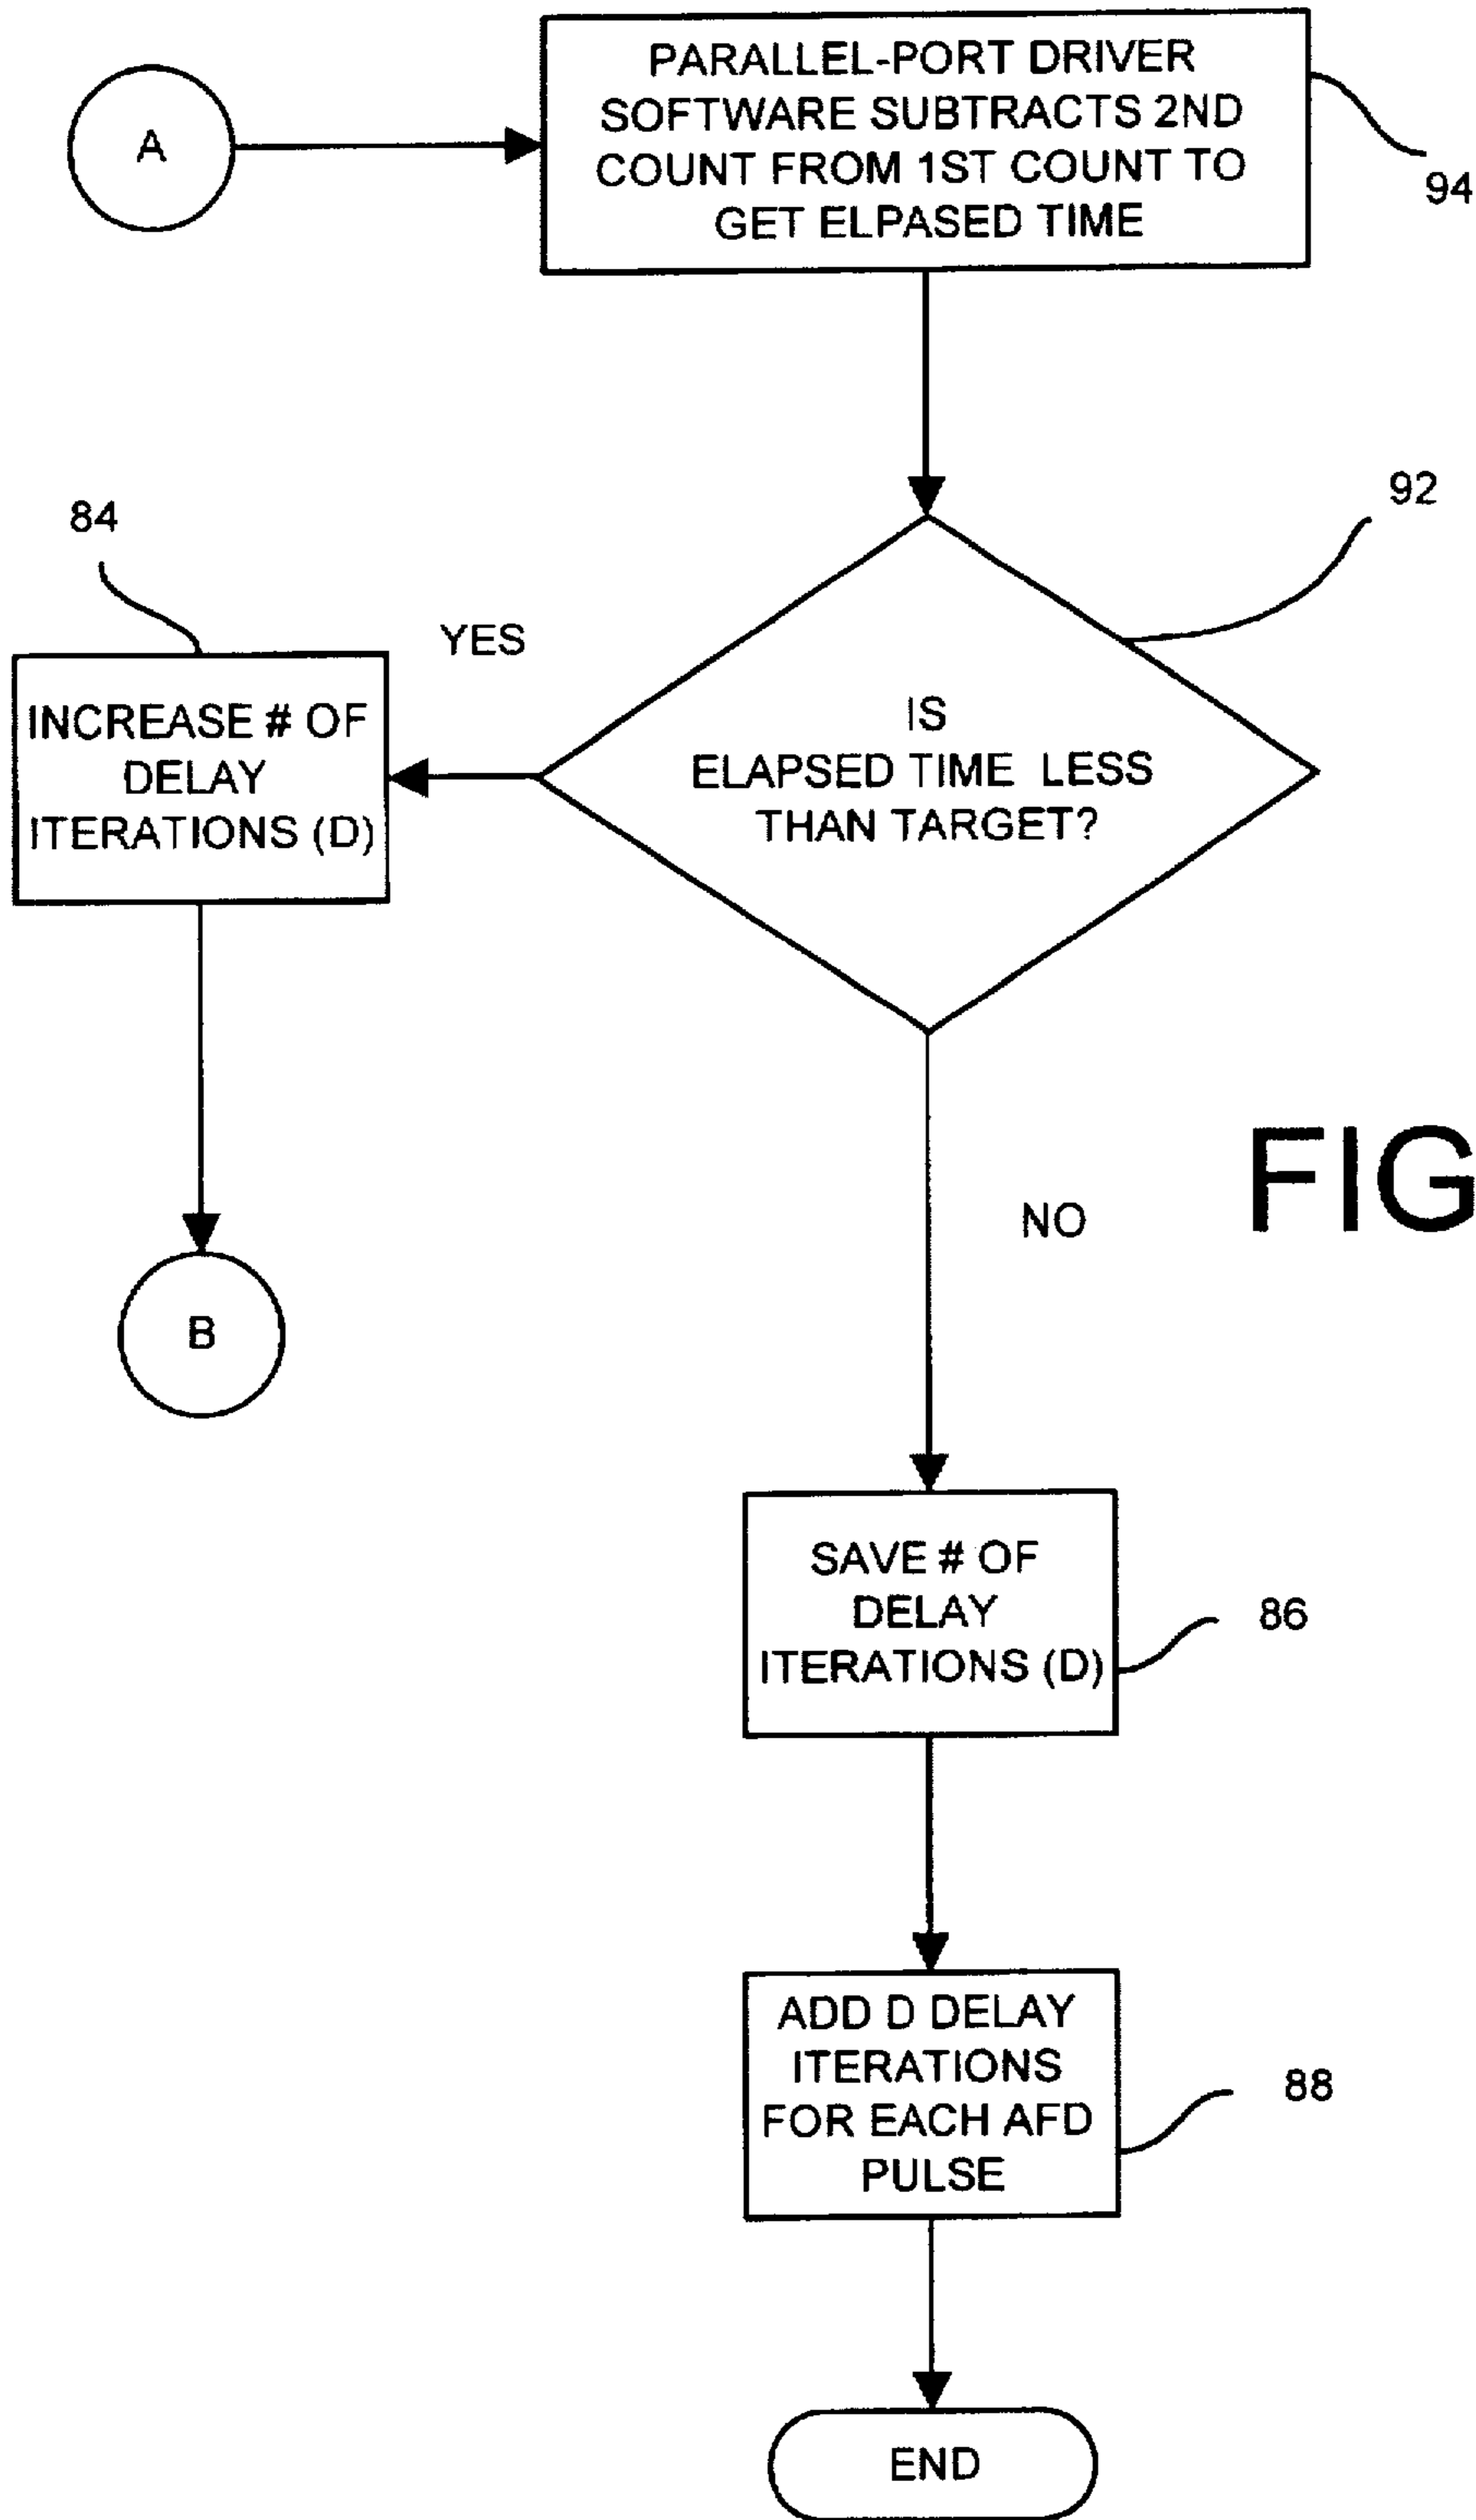 A
PARALLEL-PORT DRIVER
SOFTWARE SUBTRACTS 2ND
COUNT FROM 1ST COUNT TO
GET ELPASED TIME
94
92
84
YES
INCREASE # OF
DELAY
ITERATIONS (D)
IS
ELAPSED TIME LESS
THAN TARGET?
NO
FIG
B
SAVE # OF
DELAY
ITERATIONS (D)
86
ADD D DELAY
ITERATIONS
FOR EACH AFD
PULSE
88
END